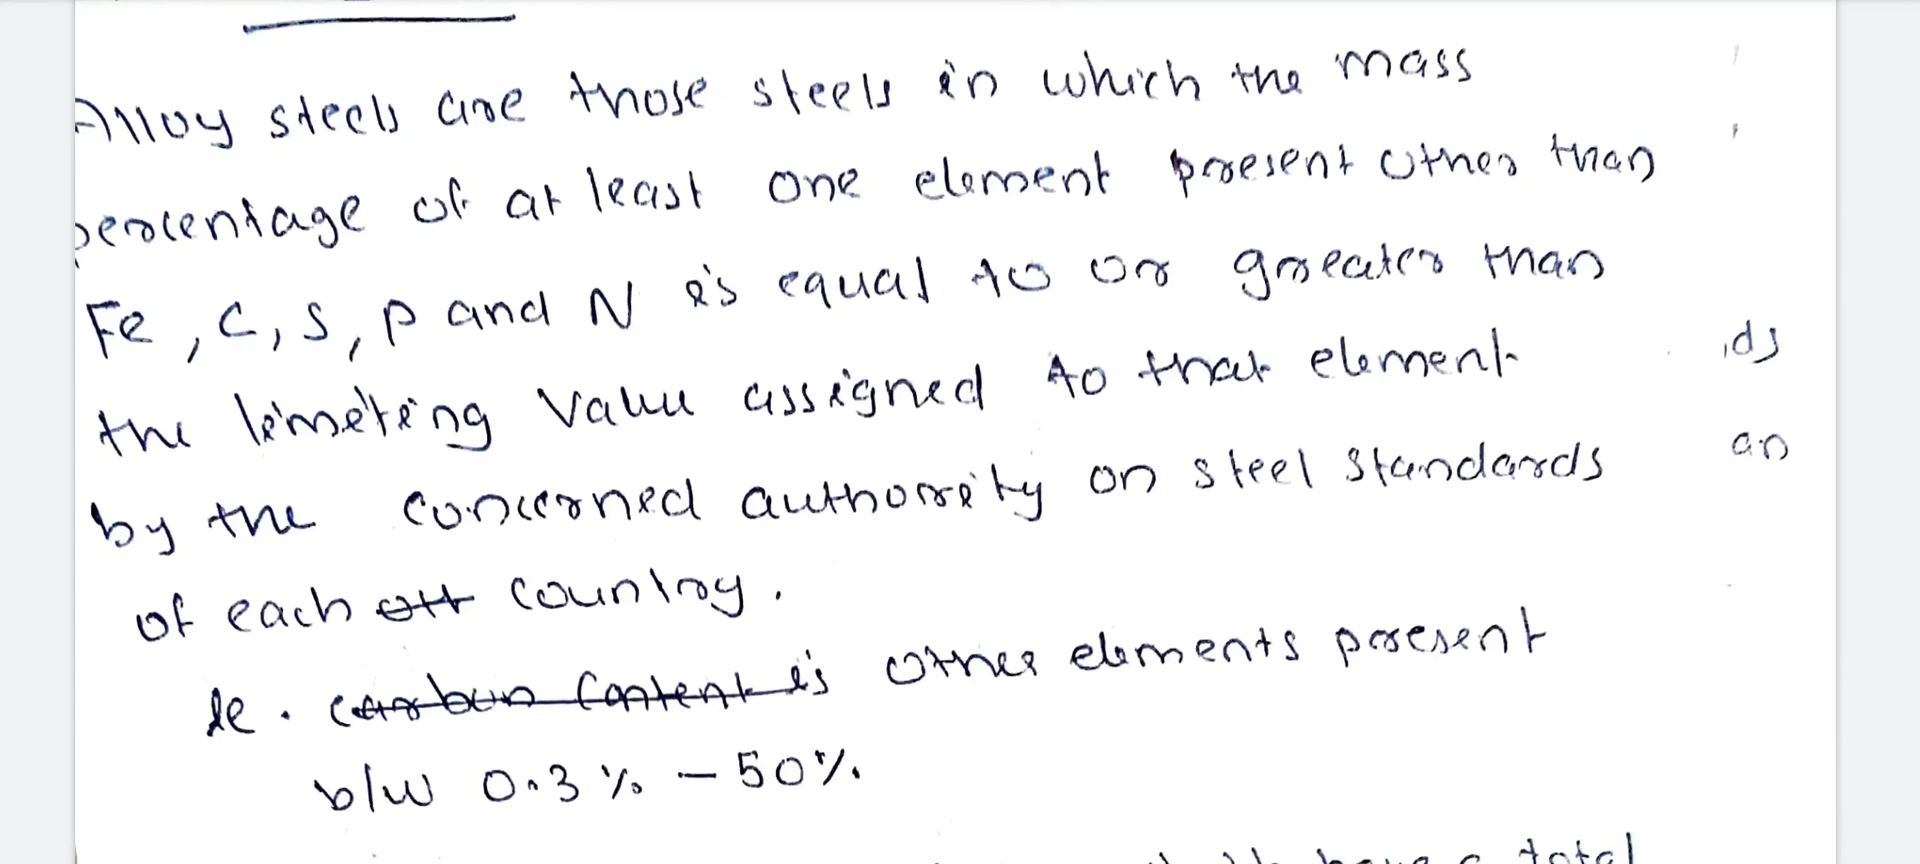 Alloy steels are those steels in which the mass
percentage of at least one element present other than
Fe, C, S, P and N is equal to or greater than
the limiting value assigned to that element
by the concerned authority on steel standards
of each ott country.
ie. carbon content is other elements present
b/w 0.3% - 50%.
total